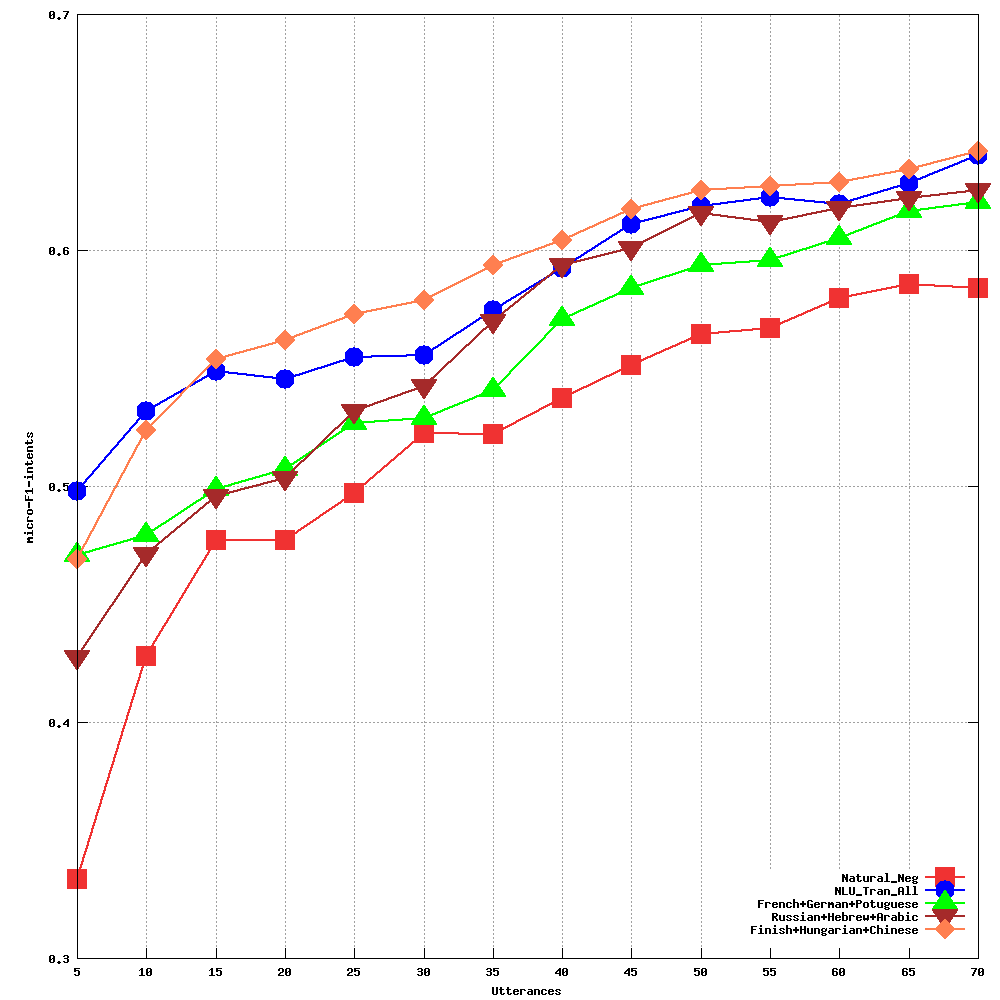 0.7
0.6
0.5
0.4
0.3
micro-F1-intents
Natural_Neg
NLU_Tran_All
French+German+Potuguese
Russian+Hebrew+Arabic
Finish+Hungarian+Chinese
5 10 15 20 25 30 35 40 45 50 55 60 65 70
Utterances